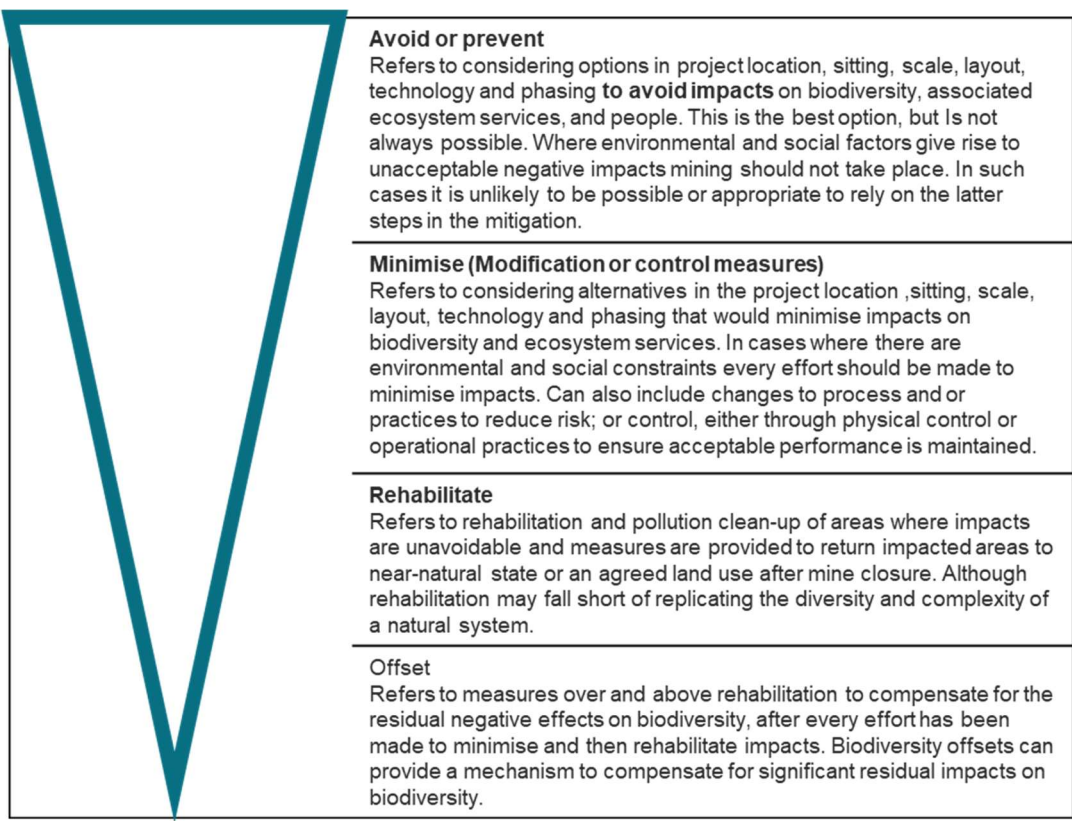 Avoid or prevent
Refers to considering options in project location, sitting, scale, layout,
technology and phasing to avoid impacts on biodiversity, associated
ecosystem services, and people. This is the best option, but Is not
always possible. Where environmental and social factors give rise to
unacceptable negative impacts mining should not take place. In such
cases it is unlikely to be possible or appropriate to rely on the latter
steps in the mitigation.
Minimise (Modification or control measures)
Refers to considering alternatives in the project location ,sitting, scale,
layout, technology and phasing that would minimise impacts on
biodiversity and ecosystem services. In cases where there are
environmental and social constraints every effort should be made to
minimise impacts. Can also include changes to process and or
practices to reduce risk; or control, either through physical control or
operational practices to ensure acceptable performance is maintained.
Rehabilitate
Refers to rehabilitation and pollution clean-up of areas where impacts
are unavoidable and measures are provided to return impacted areas to
near-natural state or an agreed land use after mine closure. Although
rehabilitation may fall short of replicating the diversity and complexity of
a natural system.
Offset
Refers to measures over and above rehabilitation to compensate for the
residual negative effects on biodiversity, after every effort has been
made to minimise and then rehabilitate impacts. Biodiversity offsets can
provide a mechanism to compensate for significant residual impacts on
biodiversity.